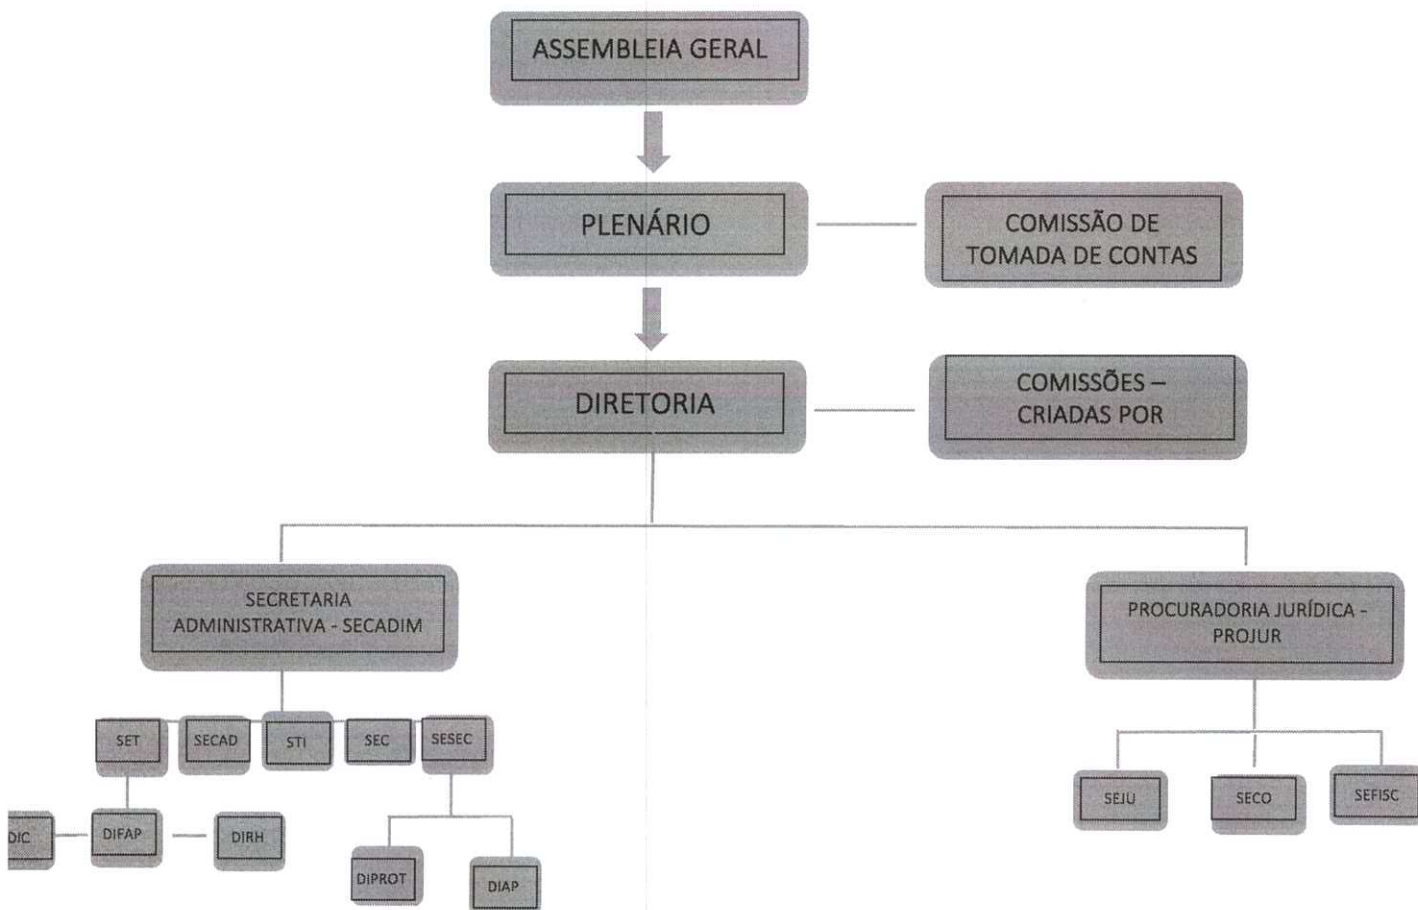 ASSEMBLEIA GERAL
PLENÁRIO
COMISSÃO DE
TOMADA DE CONTAS
DIRETORIA
COMISSÕES –
CRIADAS POR
SECRETARIA
ADMINISTRATIVA - SECADIM
PROCURADORIA JURÍDICA -
PROJUR
SET
SECAD
STI
SEC
SESEC
SEJU
SECO
SEFISC
DIC
DIFAP
DIRH
DIPROT
DIAP